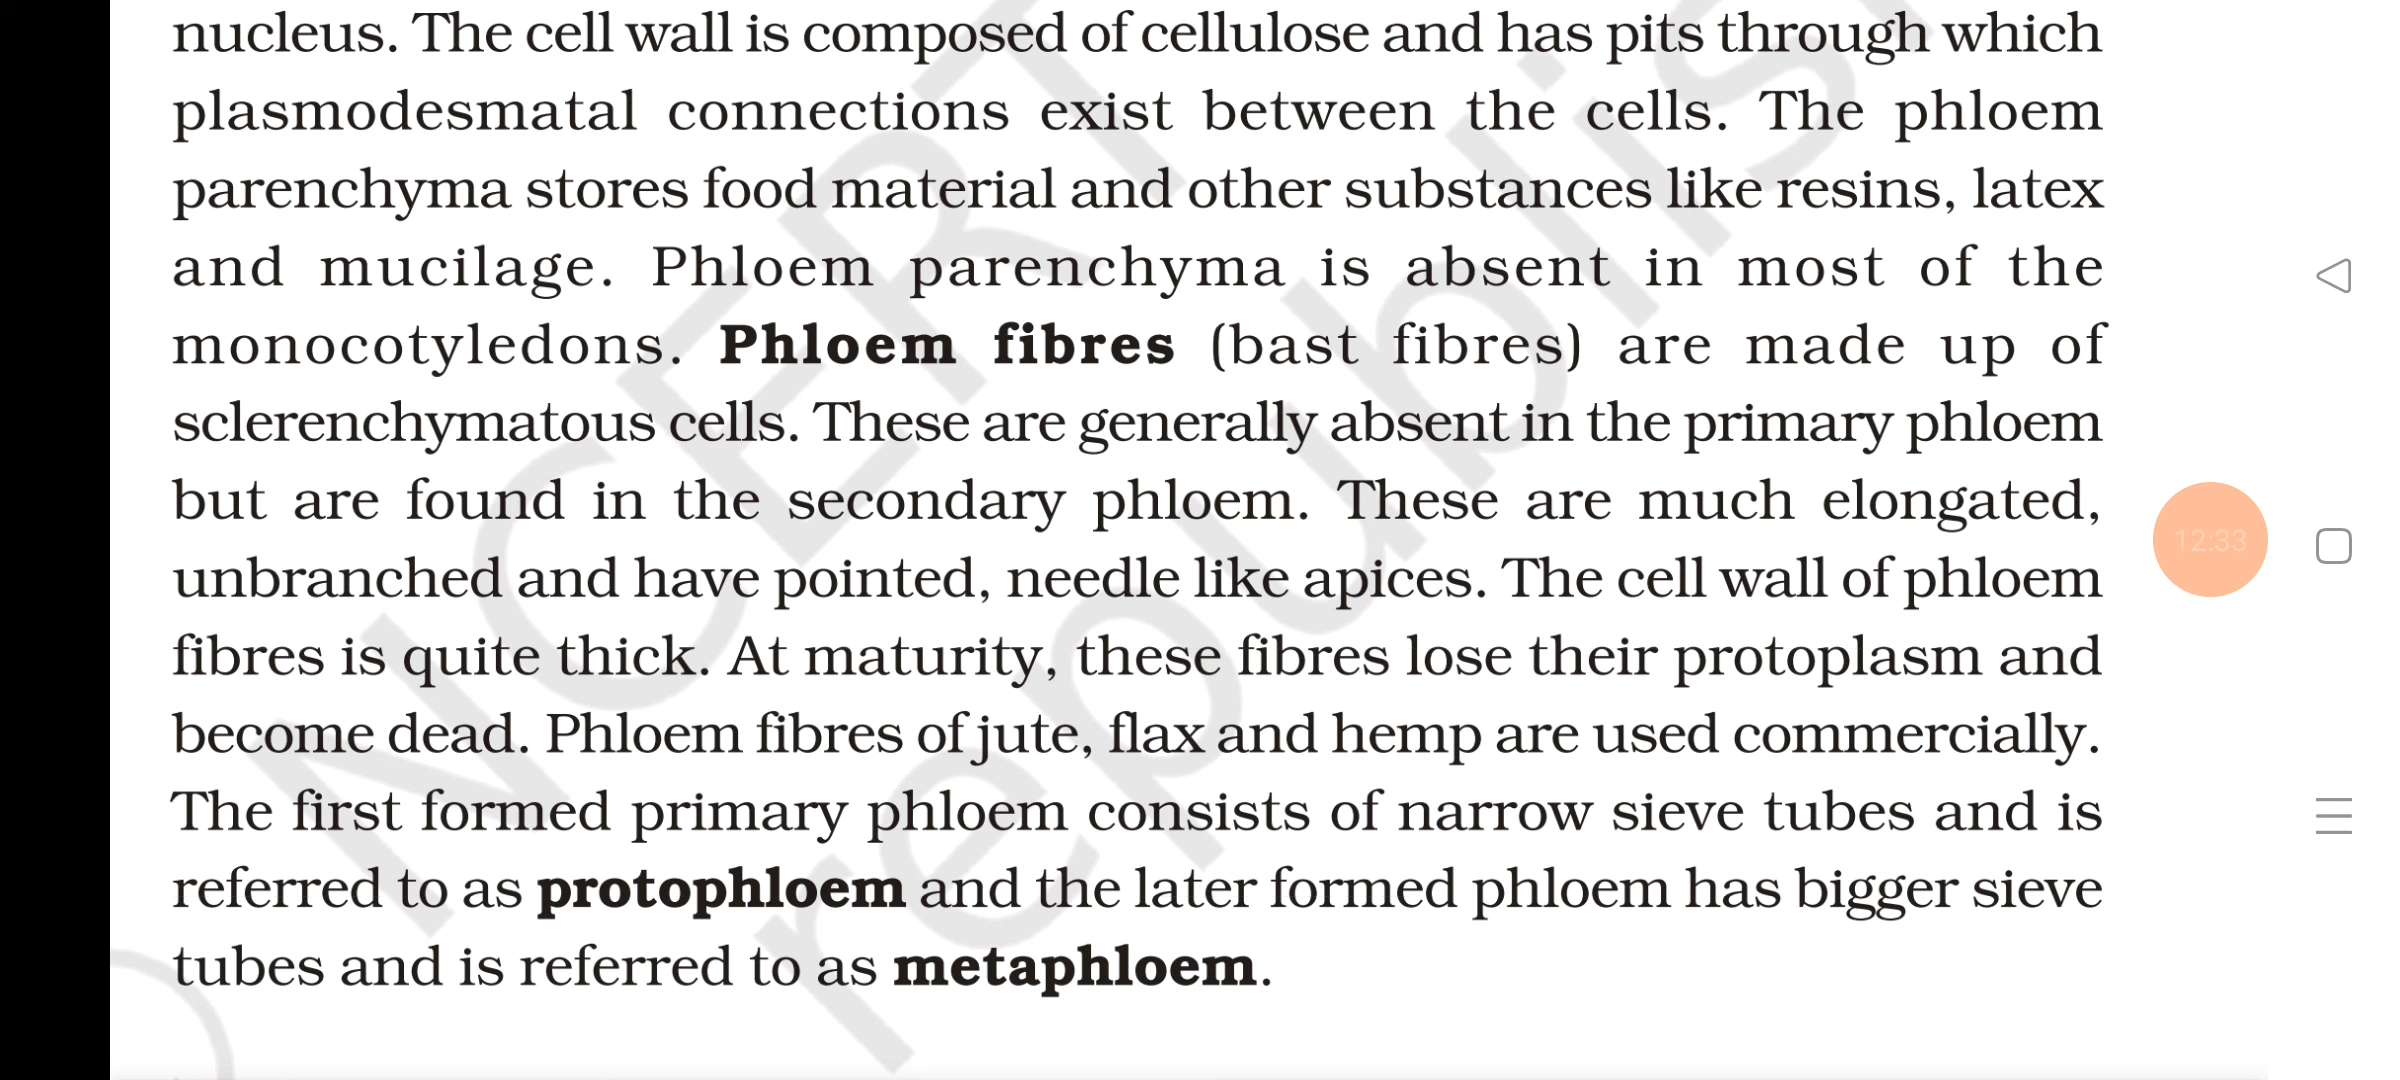 nucleus. The cell wall is composed of cellulose and has pits through which
plasmodesmatal connections exist between the cells. The phloem
parenchyma stores food material and other substances like resins, latex
and mucilage. Phloem parenchyma is absent in most of the
monocotyledons. Phloem fibres (bast fibres) are made up of
sclerenchymatous cells. These are generally absent in the primary phloem
but are found in the secondary phloem. These are much elongated,
unbranched and have pointed, needle like apices. The cell wall of phloem
fibres is quite thick. At maturity, these fibres lose their protoplasm and
become dead. Phloem fibres of jute, flax and hemp are used commercially.
The first formed primary phloem consists of narrow sieve tubes and is
referred to as protophloem and the later formed phloem has bigger sieve
tubes and is referred to as metaphloem.
12:33
NCERT
republis